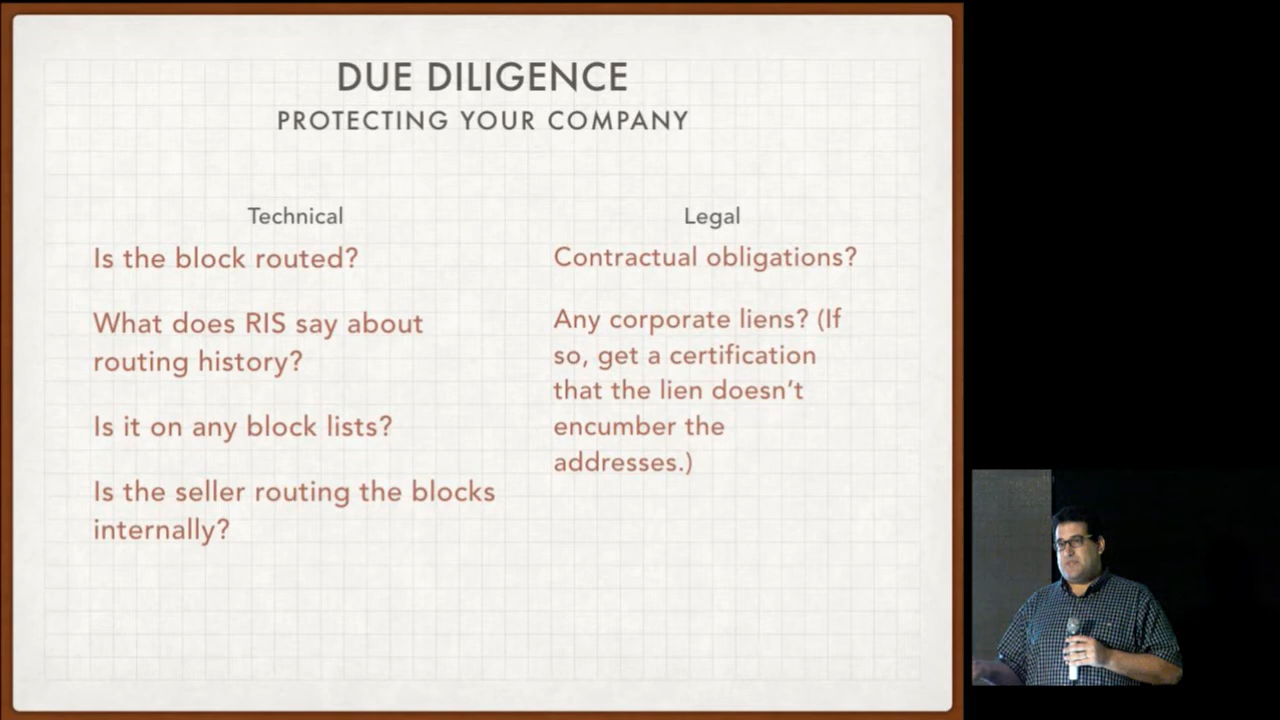 DUE DILIGENCE
PROTECTING YOUR COMPANY
Technical
Is the block routed?
What does RIS say about
routing history?
Is it on any block lists?
Is the seller routing the blocks
internally?
Legal
Contractual obligations?
Any corporate liens? (If
so, get a certification
that the lien doesn't
encumber the
addresses.)